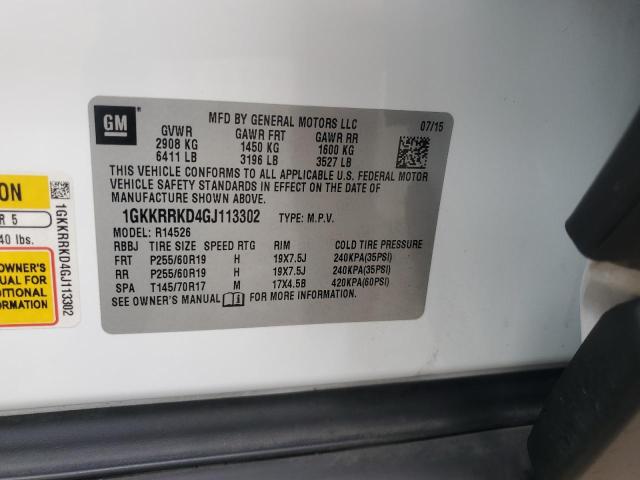 GM
MFD BY GENERAL MOTORS LLC 07/15
GVWR GAWR FRT GAWR RR
2908 KG 1450 KG 1600 KG
6411 LB 3196 LB 3527 LB
THIS VEHICLE CONFORMS TO ALL APPLICABLE U.S. FEDERAL MOTOR
VEHICLE SAFETY STANDARDS IN EFFECT ON THE DATE OF
MANUFACTURE SHOWN ABOVE.
1GKKRRKD4GJ113302 TYPE: M.P.V.
MODEL: R14526
RBBJ TIRE SIZE SPEED RTG RIM COLD TIRE PRESSURE
FRT P255/60R19 H 19X7.5J 240KPA(35PSI)
RR P255/60R19 H 19X7.5J 240KPA(35PSI)
SPA T145/70R17 M 17X4.5B 420KPA(60PSI)
SEE OWNER'S MANUAL FOR MORE INFORMATION.
ON
R 5
40 lbs.
OWNER'S
UAL FOR
DITIONAL
ORMATION
1GKKRRKD4GJ113302